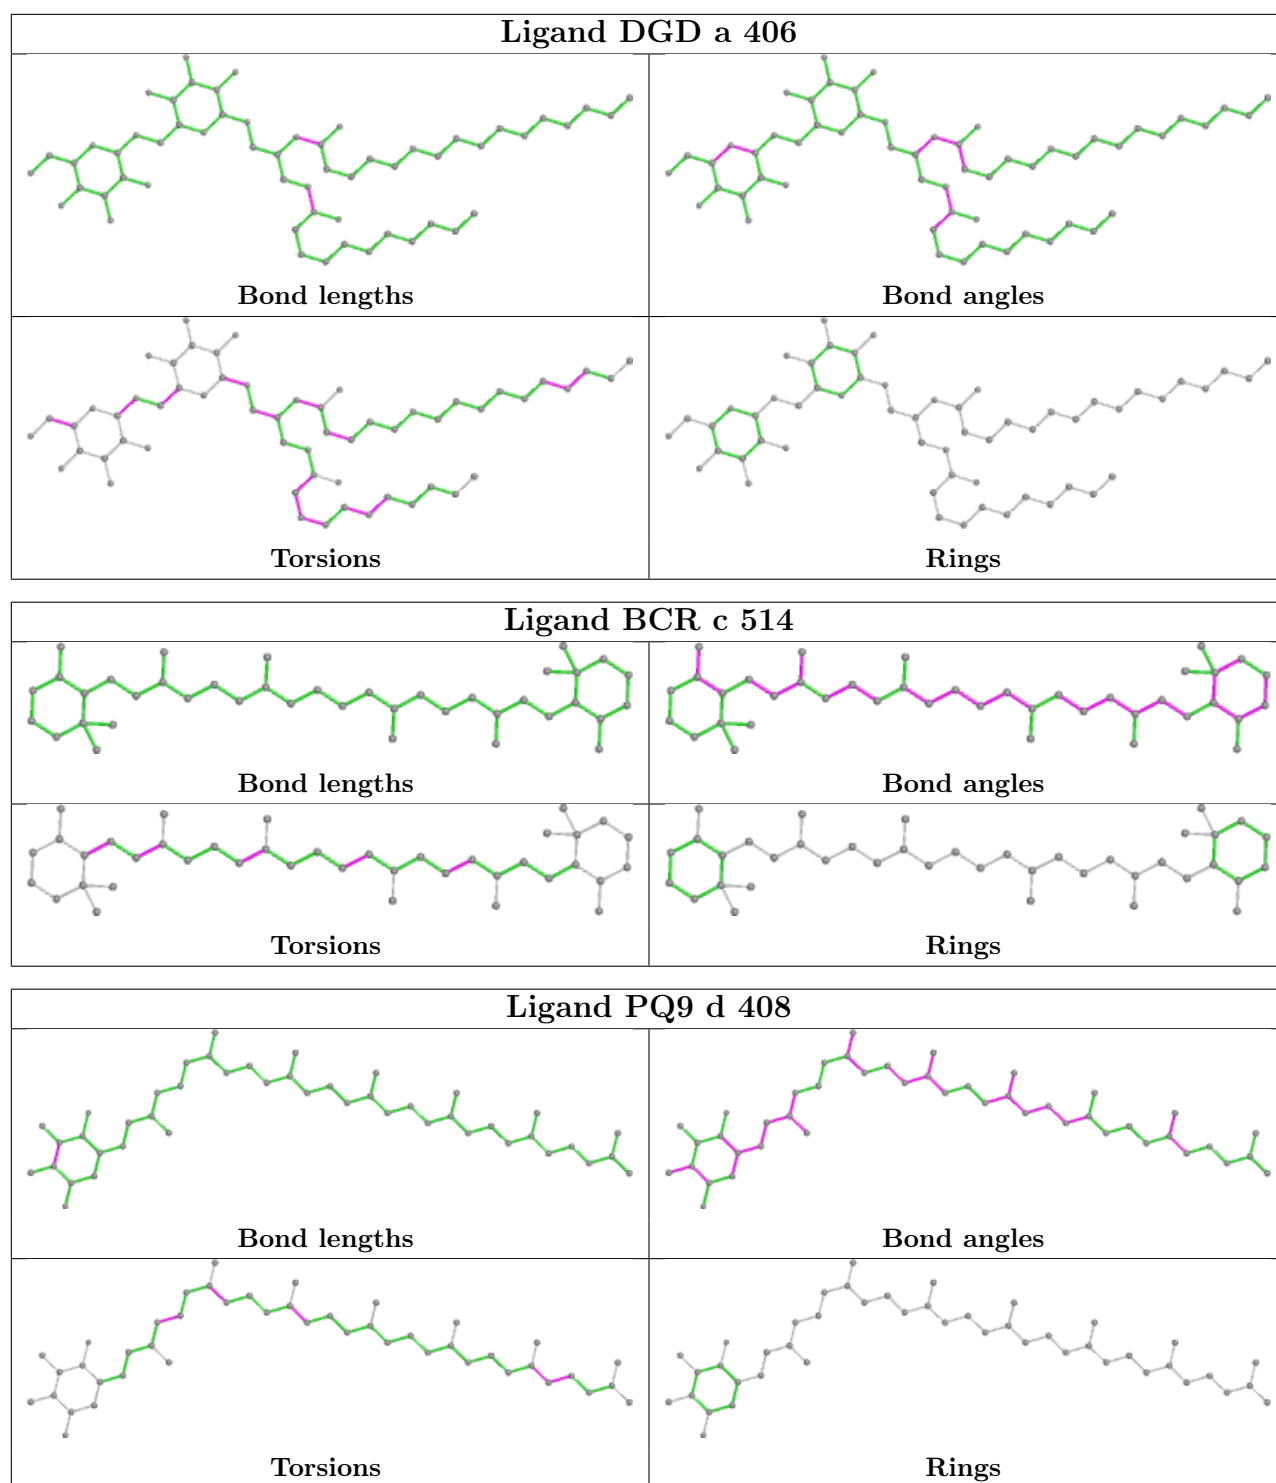 Ligand DGD a 406
Bond lengths
Bond angles
Torsions
Rings
Ligand BCR c 514
Bond lengths
Bond angles
Torsions
Rings
Ligand PQ9 d 408
Bond lengths
Bond angles
Torsions
Rings